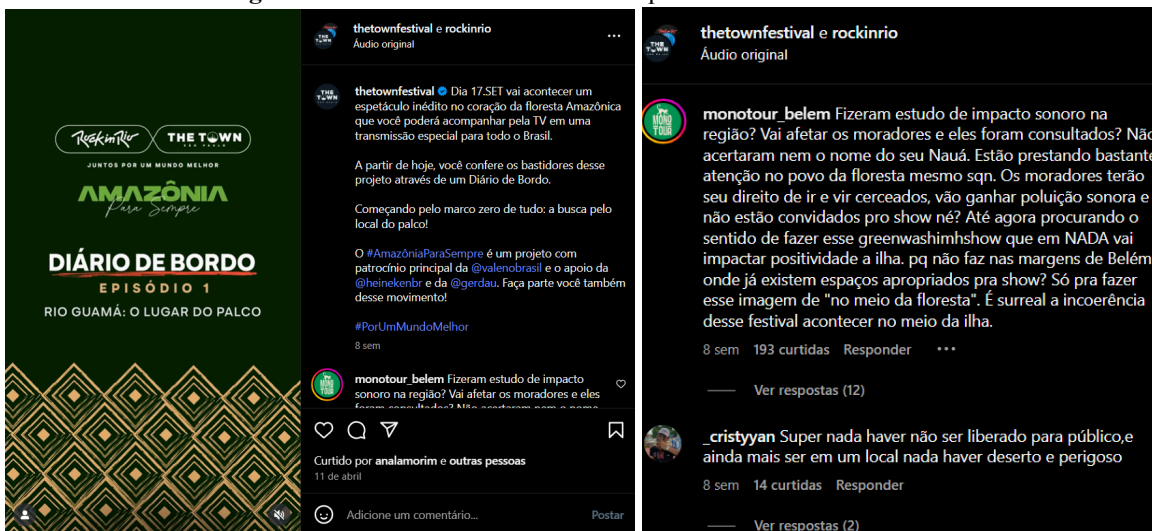 Rock in Rio
THE TOWN
SÃO PAULO
JUNTOS POR UM MUNDO MELHOR
AMAZÔNIA
Para Sempre
DIÁRIO DE BORDO
EPISÓDIO 1
RIO GUAMÁ: O LUGAR DO PALCO
thetownfestival e rockinrio
Áudio original
thetownfestival Dia 17.SET vai acontecer um
espetáculo inédito no coração da floresta Amazônica
que você poderá acompanhar pela TV em uma
transmissão especial para todo o Brasil.
A partir de hoje, você confere os bastidores desse
projeto através de um Diário de Bordo.
Começando pelo marco zero de tudo: a busca pelo
local do palco!
O #AmazôniaParaSempre é um projeto com
patrocínio principal da @valenobrasil e o apoio da
@heinekenbr e da @gerdau. Faça parte você também
desse movimento!
#PorUmMundoMelhor
8 sem
monotour_belem Fizeram estudo de impacto
sonoro na região? Vai afetar os moradores e eles
Curtido por analamorim e outras pessoas
11 de abril
Adicione um comentário...
Postar
thetownfestival e rockinrio
Áudio original
monotour_belem Fizeram estudo de impacto sonoro na
região? Vai afetar os moradores e eles foram consultados? Não
acertaram nem o nome do seu Nauá. Estão prestando bastante
atenção no povo da floresta mesmo sqn. Os moradores terão
seu direito de ir e vir cerceados, vão ganhar poluição sonora e
não estão convidados pro show né? Até agora procurando o
sentido de fazer esse greenwashimhshow que em NADA vai
impactar positividade a ilha. pq não faz nas margens de Belém
onde já existem espaços apropriados pra show? Só pra fazer
esse imagem de "no meio da floresta". É surreal a incoerência
desse festival acontecer no meio da ilha.
8 sem 193 curtidas Responder
Ver respostas (12)
_cristyyan Super nada haver não ser liberado para público,e
ainda mais ser em um local nada haver deserto e perigoso
8 sem 14 curtidas Responder
Ver respostas (2)